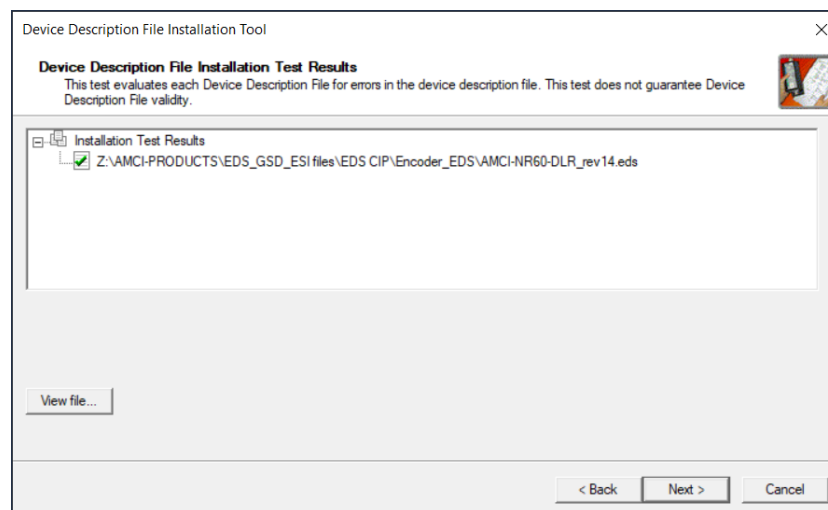 Device Description File Installation Tool
Device Description File Installation Test Results
This test evaluates each Device Description File for errors in the device description file. This test does not guarantee Device
Description File validity.
Installation Test Results
Z:\AMCI-PRODUCTS\EDS_GSD_ESI files\EDS CIP\Encoder_EDS\AMCI-NR60-DLR_rev14.eds
View file...
< Back
Next >
Cancel